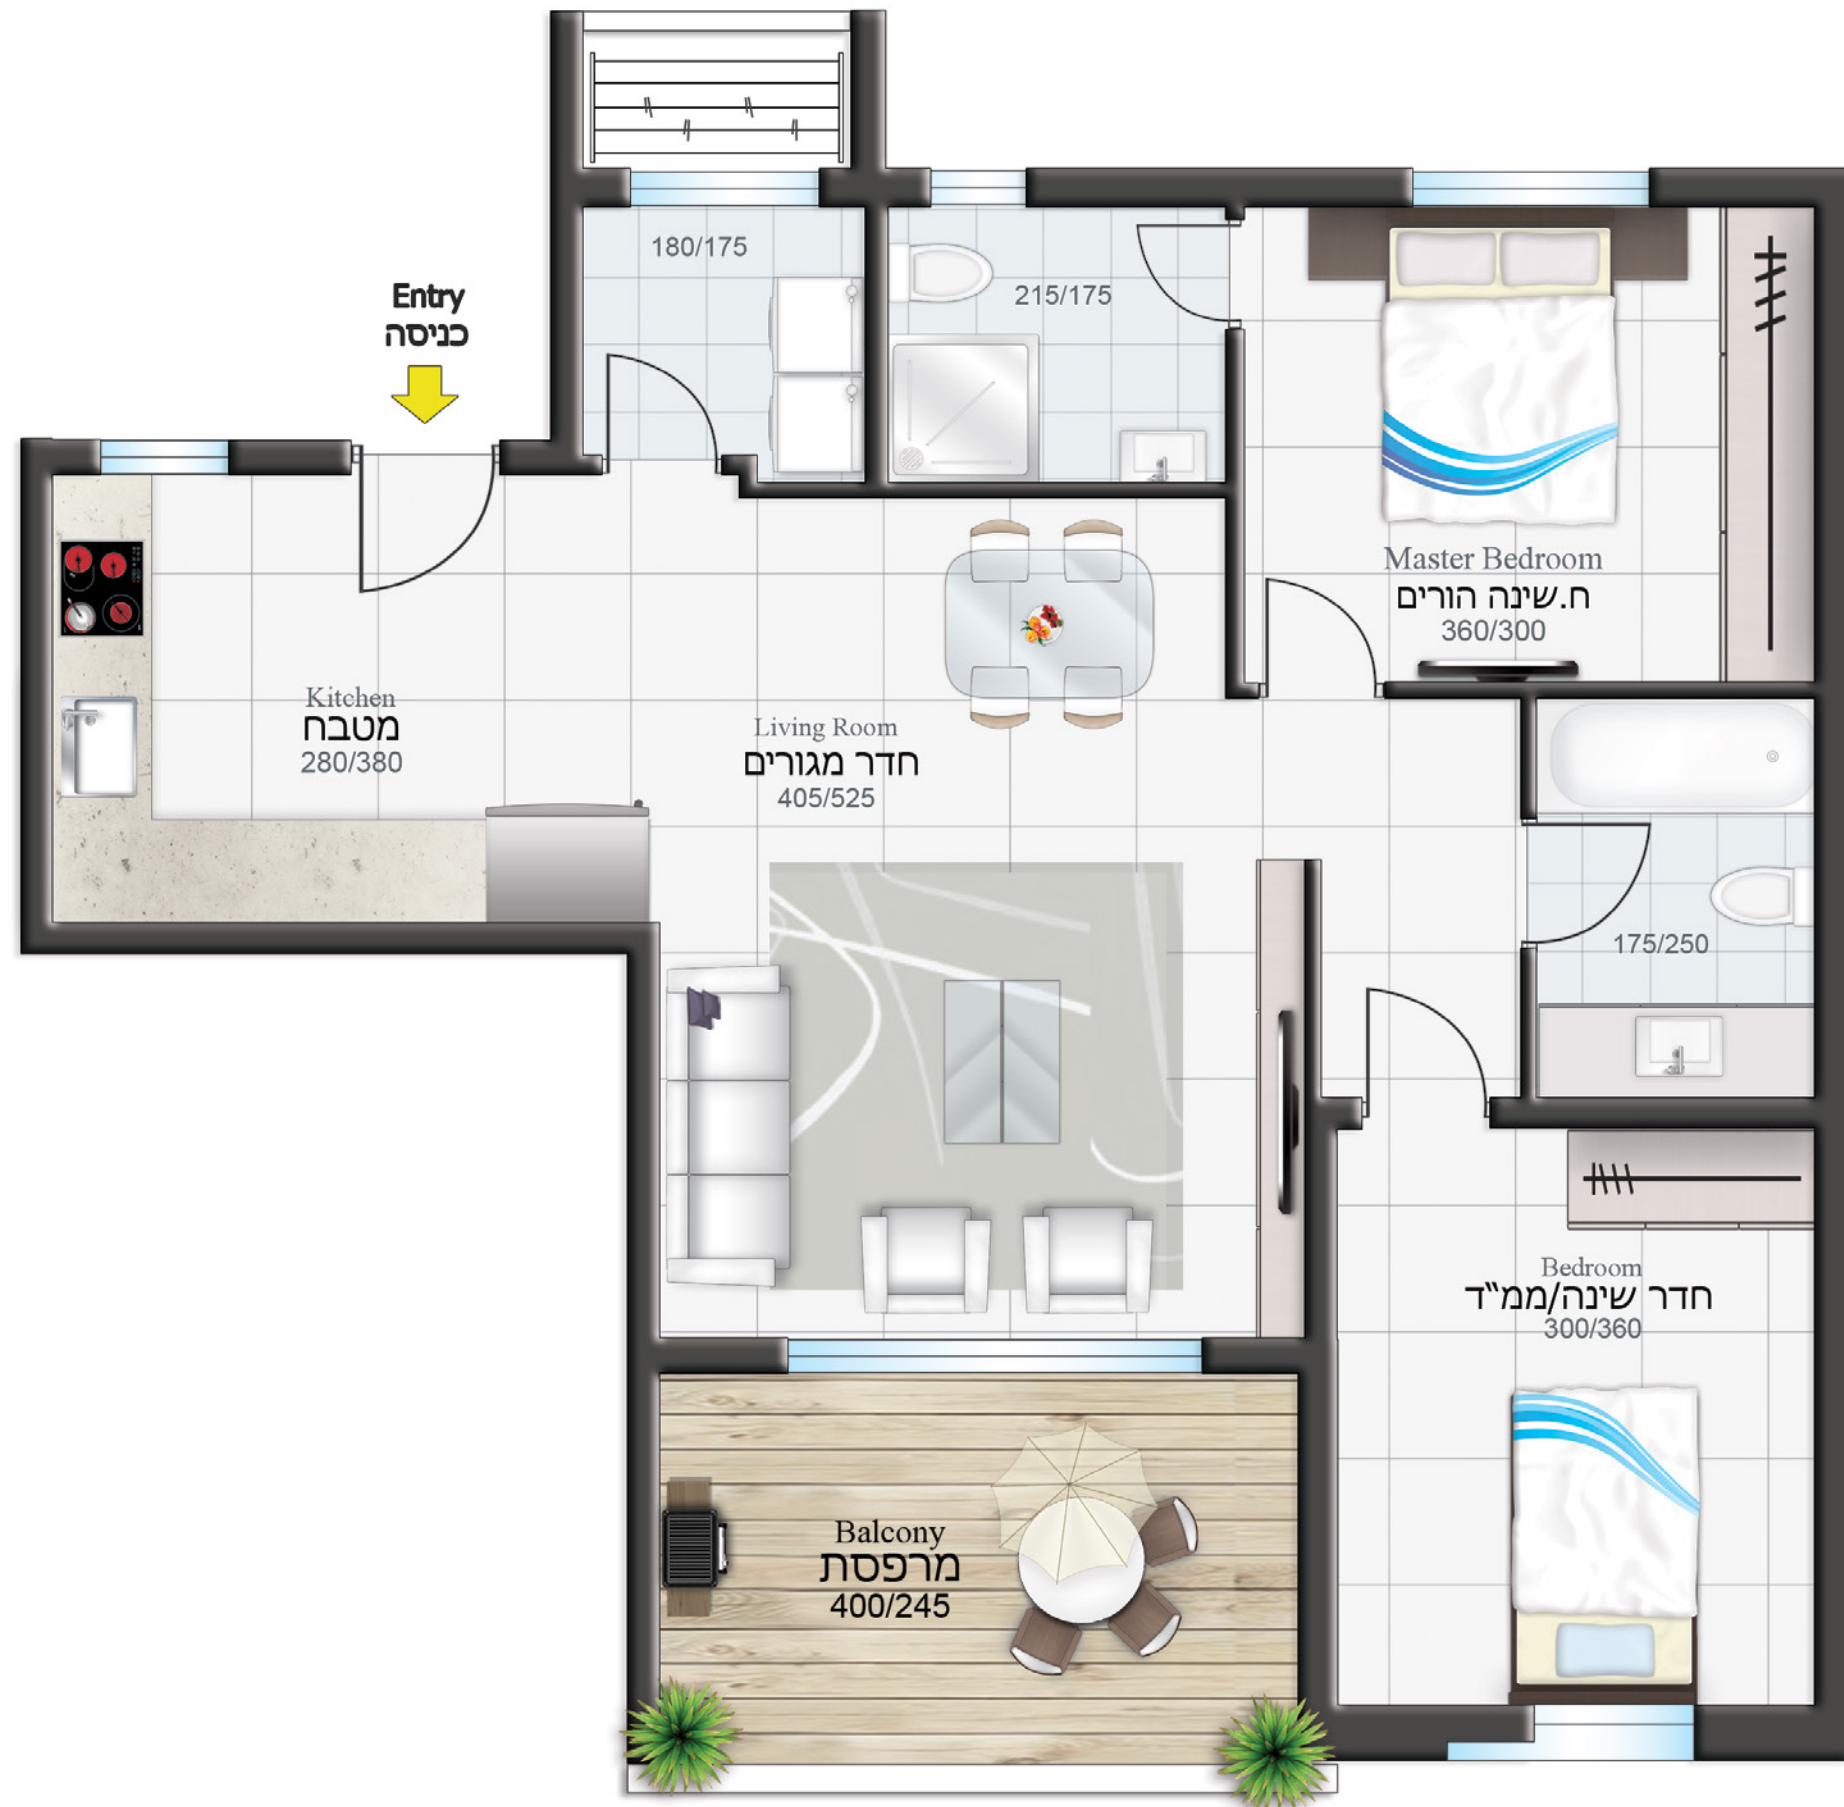 180/175
215/175
Entry
כניסה
Master Bedroom
ח.שינה הורים
360/300
Kitchen
מטבח
280/380
Living Room
חדר מגורים
405/525
175/250
Bedroom
חדר שינה/ממ"ד
300/360
Balcony
מרפסת
400/245